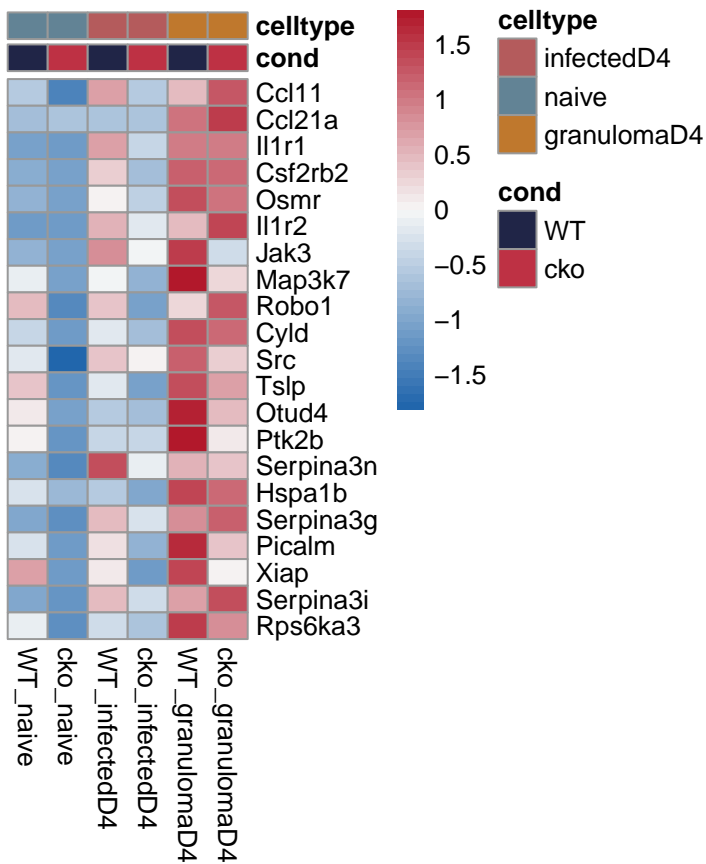 celltype
cond
Ccl11
Ccl21a
Il1r1
Csf2rb2
Osmr
Il1r2
Jak3
Map3k7
Robo1
Cyld
Src
Tslp
Otud4
Ptk2b
Serpina3n
Hspa1b
Serpina3g
Picalm
Xiap
Serpina3i
Rps6ka3
WT_naive
cko_naive
WT_infectedD4
cko_infectedD4
WT_granulomaD4
cko_granulomaD4
1.5
1
0.5
0
−0.5
−1
−1.5
celltype
infectedD4
naive
granulomaD4
cond
WT
cko